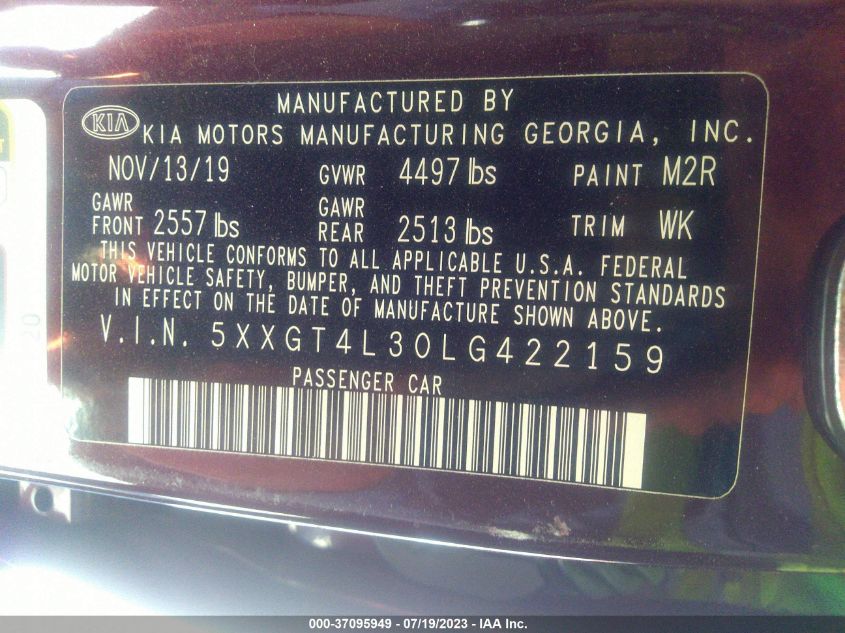 MANUFACTURED BY
KIA KIA MOTORS MANUFACTURING GEORGIA, INC.
NOV/13/19 GVWR 4497 lbs PAINT M2R
GAWR FRONT 2557 lbs GAWR REAR 2513 lbs TRIM WK
THIS VEHICLE CONFORMS TO ALL APPLICABLE U.S.A. FEDERAL
MOTOR VEHICLE SAFETY, BUMPER, AND THEFT PREVENTION STANDARDS
IN EFFECT ON THE DATE OF MANUFACTURE SHOWN ABOVE.
V.I.N. 5XXGT4L30LG422159
PASSENGER CAR
20
000-37095949 - 07/19/2023 - IAA Inc.